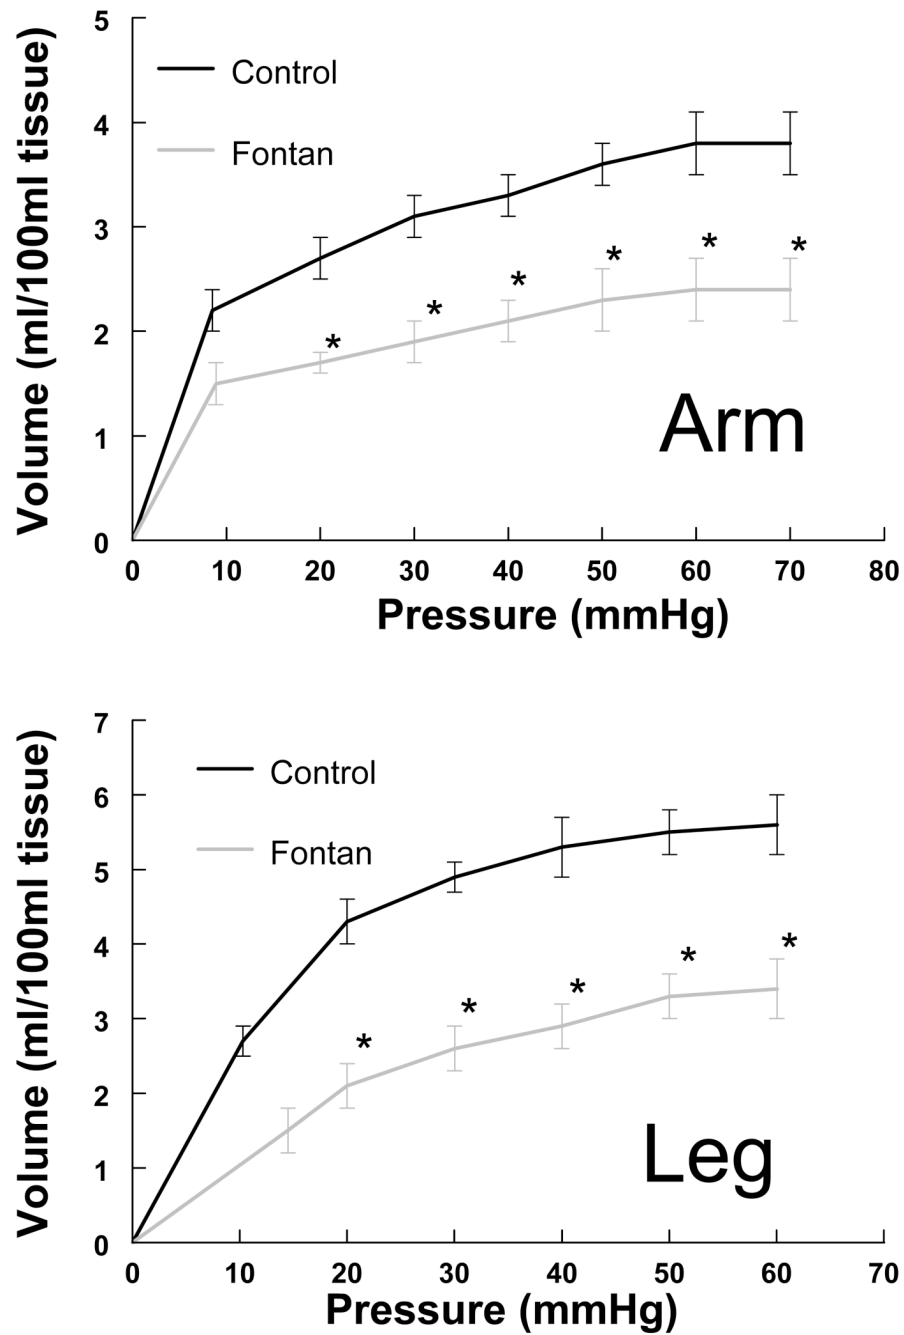 5
4
3
2
1
0
Volume (ml/100ml tissue)
Control
Fontan
*
*
*
*
*
*
Arm
0 10 20 30 40 50 60 70 80
Pressure (mmHg)
7
6
5
4
3
2
1
0
Volume (ml/100ml tissue)
Control
Fontan
*
*
*
*
*
Leg
0 10 20 30 40 50 60 70
Pressure (mmHg)